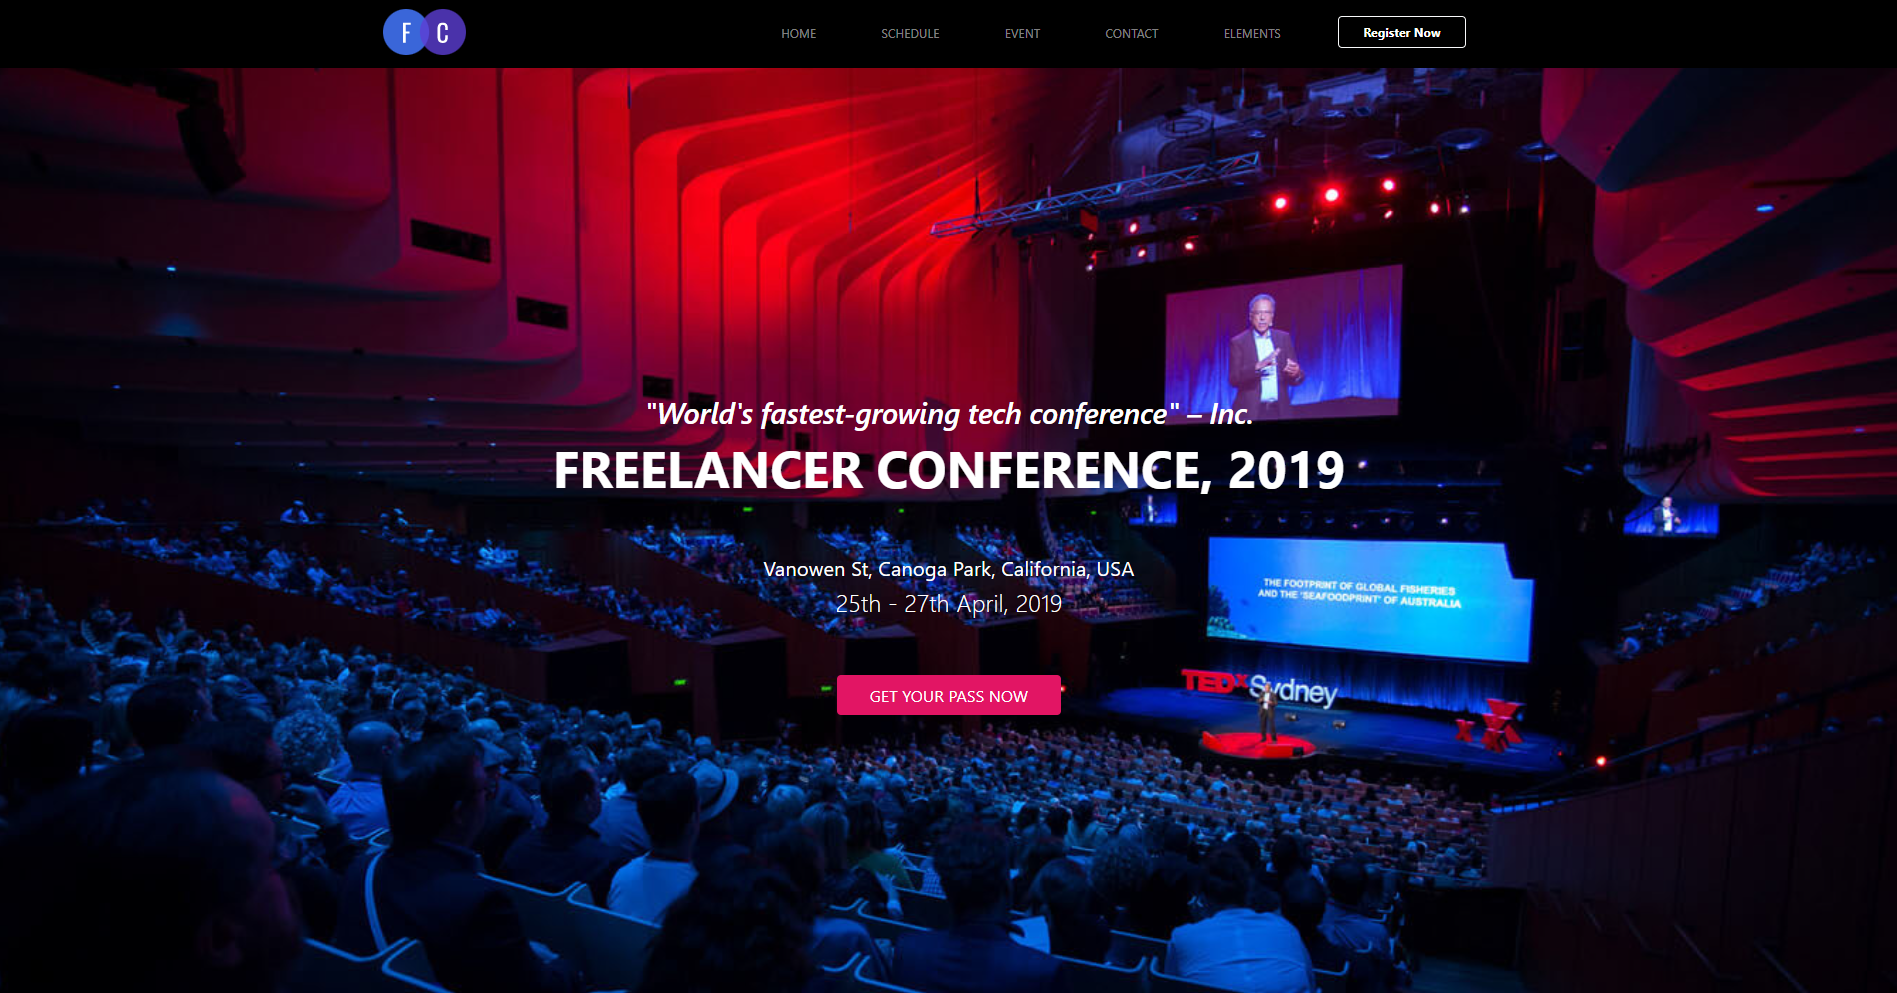 F C
HOME
SCHEDULE
EVENT
CONTACT
ELEMENTS
Register Now
"World's fastest-growing tech conference" – Inc.
FREELANCER CONFERENCE, 2019
Vanowen St, Canoga Park, California, USA
25th - 27th April, 2019
THE FOOTPRINT OF GLOBAL FISHERIES
AND THE 'SEAFOODPRINT' OF AUSTRALIA
GET YOUR PASS NOW
TEDx Sydney
X